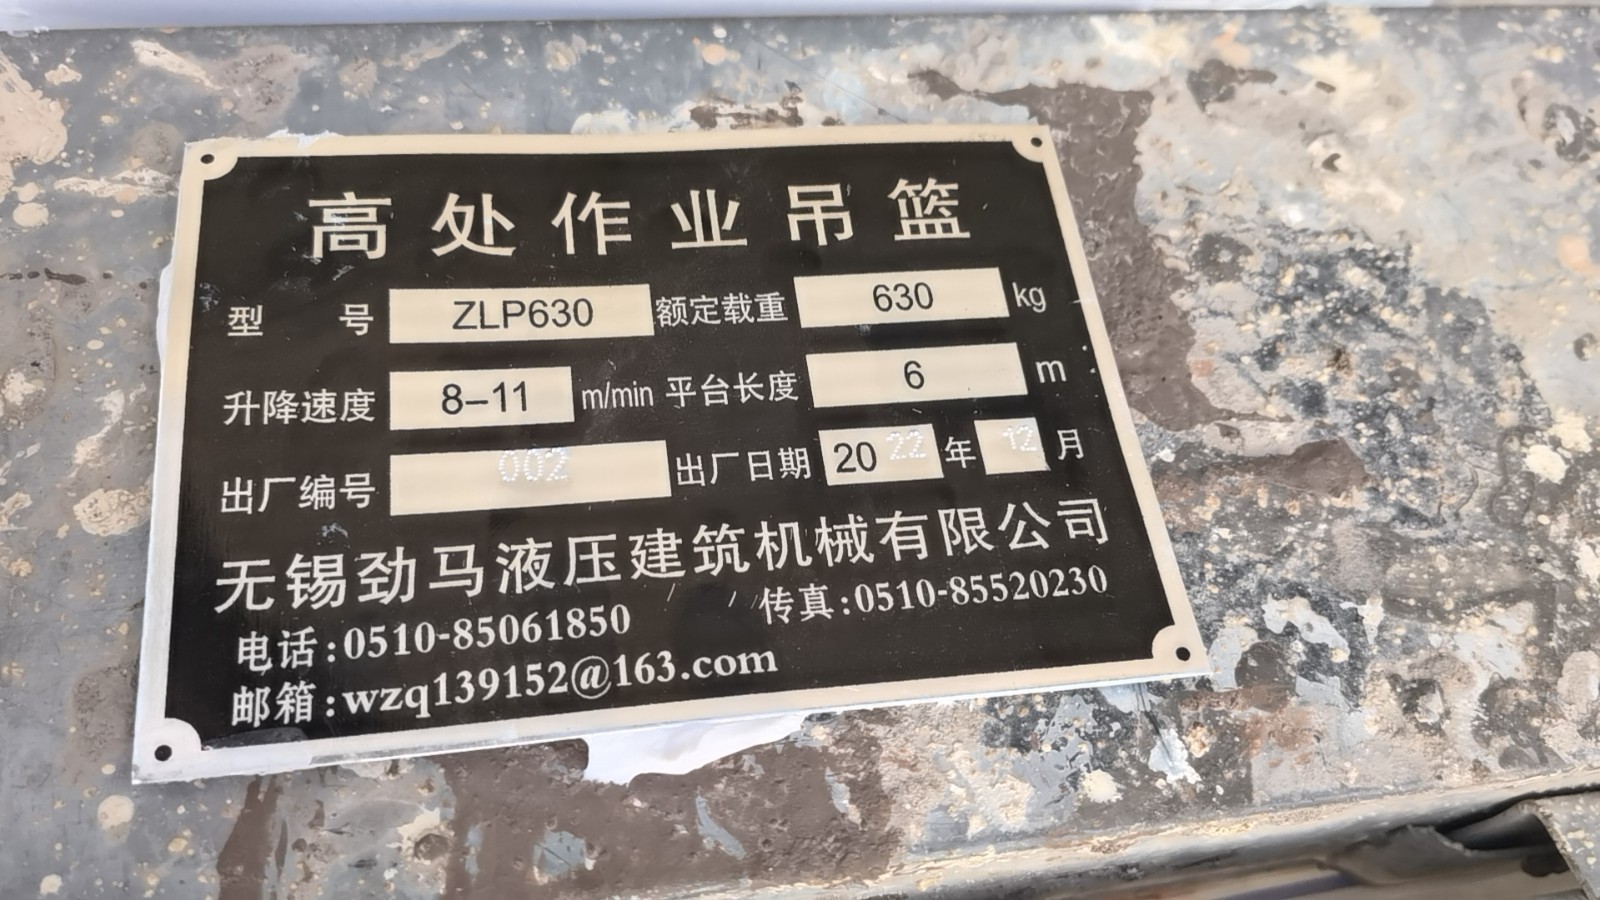 高处作业吊篮
型 号 ZLP630 额定载重 630 kg
升降速度 8–11 m/min 平台长度 6 m
出厂编号 002 出厂日期 2022 年 12 月
无锡劲马液压建筑机械有限公司
电话:0510-85061850 传真:0510-85520230
邮箱:wzq139152@163.com